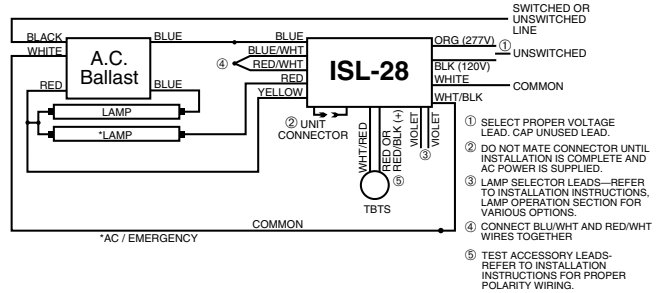 SWITCHED OR
UNSWITCHED
LINE
BLACK
BLUE
BLUE
ORG (277V)
①
WHITE
A.C.
Ballast
BLUE/WHT
④
RED/WHT
ISL-28
UNSWITCHED
BLK (120V)
RED
BLUE
RED
WHITE
COMMON
YELLOW
WHT/BLK
LAMP
*LAMP
② UNIT
CONNECTOR
WHT/RED
RED OR
RED/BLK (+)
VIOLET
VIOLET
③
⑤
TBTS
COMMON
*AC / EMERGENCY
① SELECT PROPER VOLTAGE
LEAD. CAP UNUSED LEAD.
② DO NOT MATE CONNECTOR UNTIL
INSTALLATION IS COMPLETE AND
AC POWER IS SUPPLIED.
③ LAMP SELECTOR LEADS—REFER
TO INSTALLATION INSTRUCTIONS,
LAMP OPERATION SECTION FOR
VARIOUS OPTIONS.
④ CONNECT BLU/WHT AND RED/WHT
WIRES TOGETHER
⑤ TEST ACCESSORY LEADS-
REFER TO INSTALLATION
INSTRUCTIONS FOR PROPER
POLARITY WIRING.